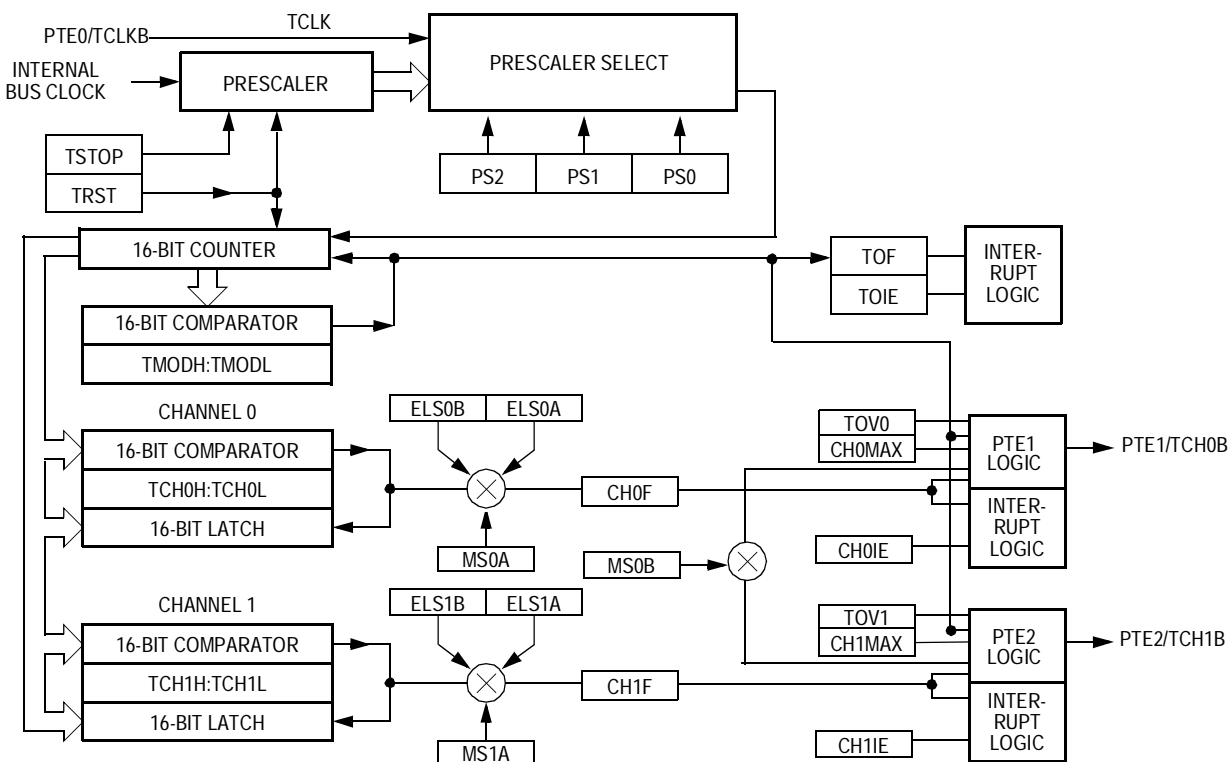 TCLK
PTE0/TCLKB
PRESCALER SELECT
INTERNAL
BUS CLOCK
PRESCALER
TSTOP
TRST
PS2 PS1 PS0
16-BIT COUNTER
TOF
TOIE
INTER-
RUPT
LOGIC
16-BIT COMPARATOR
TMODH:TMODL
CHANNEL 0
ELS0B ELS0A
TOV0
CH0MAX
PTE1
LOGIC
PTE1/TCH0B
16-BIT COMPARATOR
TCH0H:TCH0L
16-BIT LATCH
CH0F
INTER-
RUPT
LOGIC
MS0A
MS0B
CH0IE
CHANNEL 1
ELS1B ELS1A
TOV1
CH1MAX
PTE2
LOGIC
PTE2/TCH1B
16-BIT COMPARATOR
TCH1H:TCH1L
16-BIT LATCH
CH1F
INTER-
RUPT
LOGIC
MS1A
CH1IE